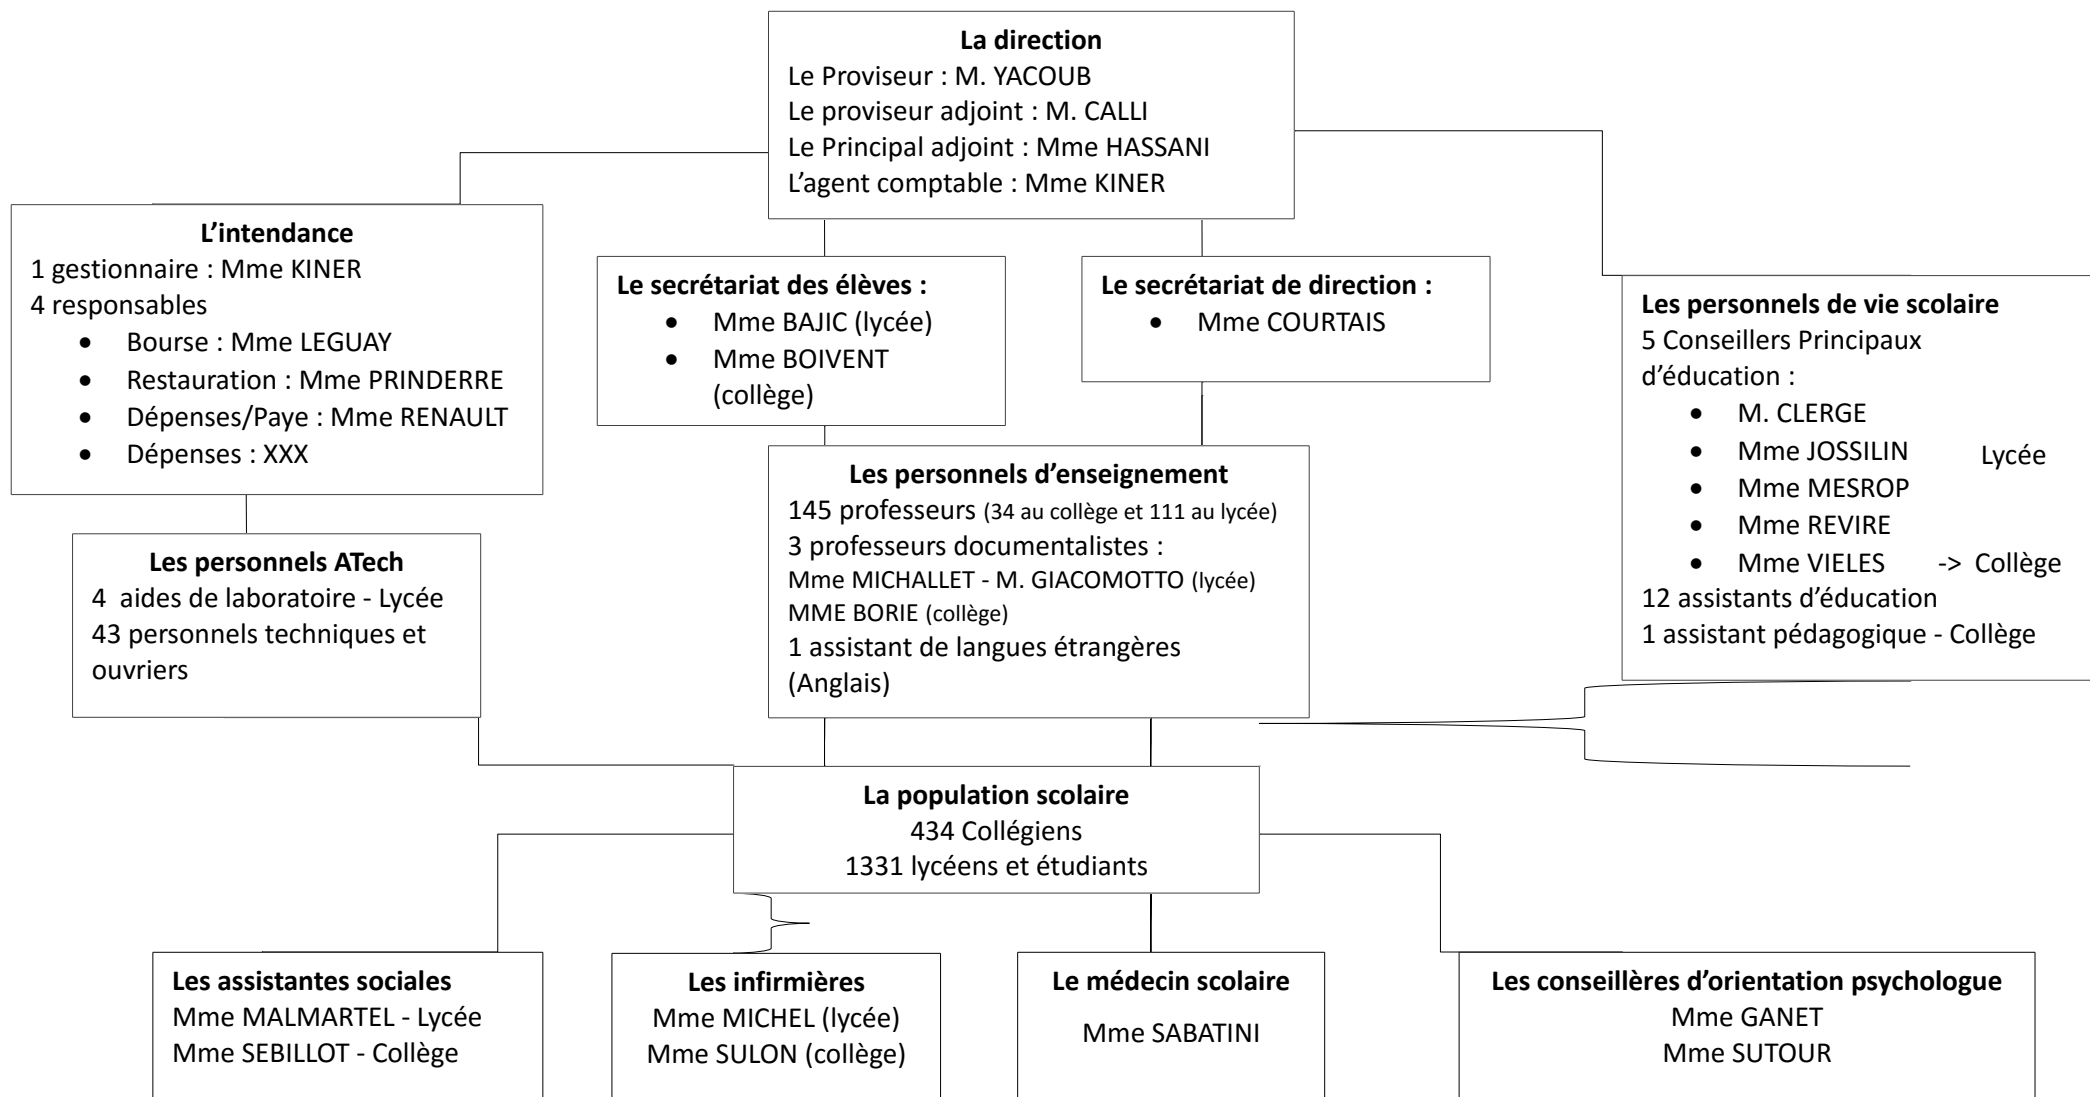 La direction
Le Proviseur : M. YACOUB
Le proviseur adjoint : M. CALLI
Le Principal adjoint : Mme HASSANI
L’agent comptable : Mme KINER
L’intendance
1 gestionnaire : Mme KINER
4 responsables
• Bourse : Mme LEGUAY
• Restauration : Mme PRINDERRE
• Dépenses/Paye : Mme RENAULT
• Dépenses : XXX
Le secrétariat des élèves :
• Mme BAJIC (lycée)
• Mme BOIVENT
(collège)
Le secrétariat de direction :
• Mme COURTAIS
Les personnels de vie scolaire
5 Conseillers Principaux
d’éducation :
• M. CLERGE
• Mme JOSSILIN Lycée
• Mme MESROP
• Mme REVIRE
• Mme VIELES -> Collège
12 assistants d’éducation
1 assistant pédagogique - Collège
Les personnels d’enseignement
145 professeurs (34 au collège et 111 au lycée)
3 professeurs documentalistes :
Mme MICHALLET - M. GIACOMOTTO (lycée)
MME BORIE (collège)
1 assistant de langues étrangères
(Anglais)
Les personnels ATech
4 aides de laboratoire - Lycée
43 personnels techniques et
ouvriers
La population scolaire
434 Collégiens
1331 lycéens et étudiants
Les assistantes sociales
Mme MALMARTEL - Lycée
Mme SEBILLOT - Collège
Les infirmières
Mme MICHEL (lycée)
Mme SULON (collège)
Le médecin scolaire
Mme SABATINI
Les conseillères d’orientation psychologue
Mme GANET
Mme SUTOUR